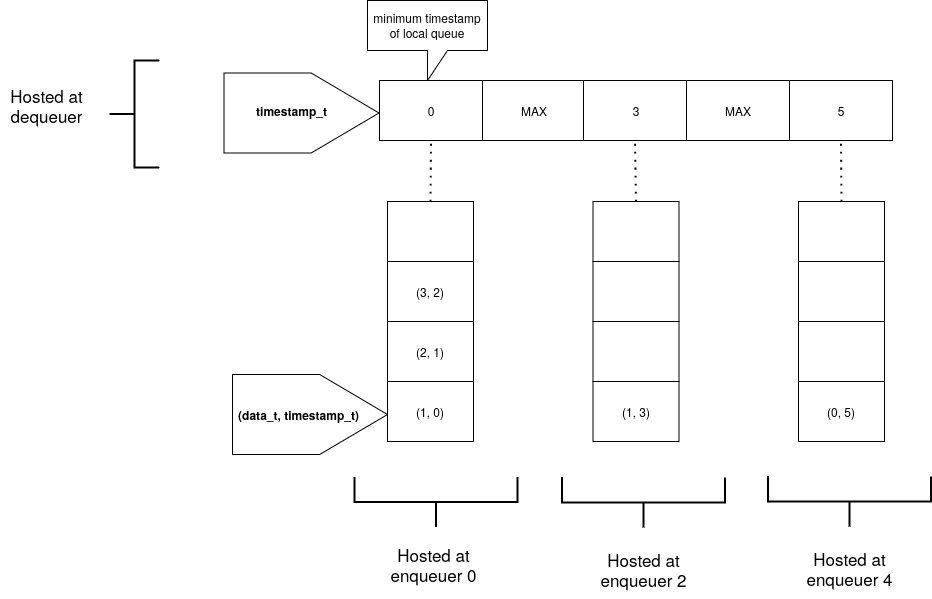 minimum timestamp
of local queue
Hosted at
dequeuer
timestamp_t
0
MAX
3
MAX
5
(3, 2)
(2, 1)
(data_t, timestamp_t)
(1, 0)
(1, 3)
(0, 5)
Hosted at
enqueuer 0
Hosted at
enqueuer 2
Hosted at
enqueuer 4